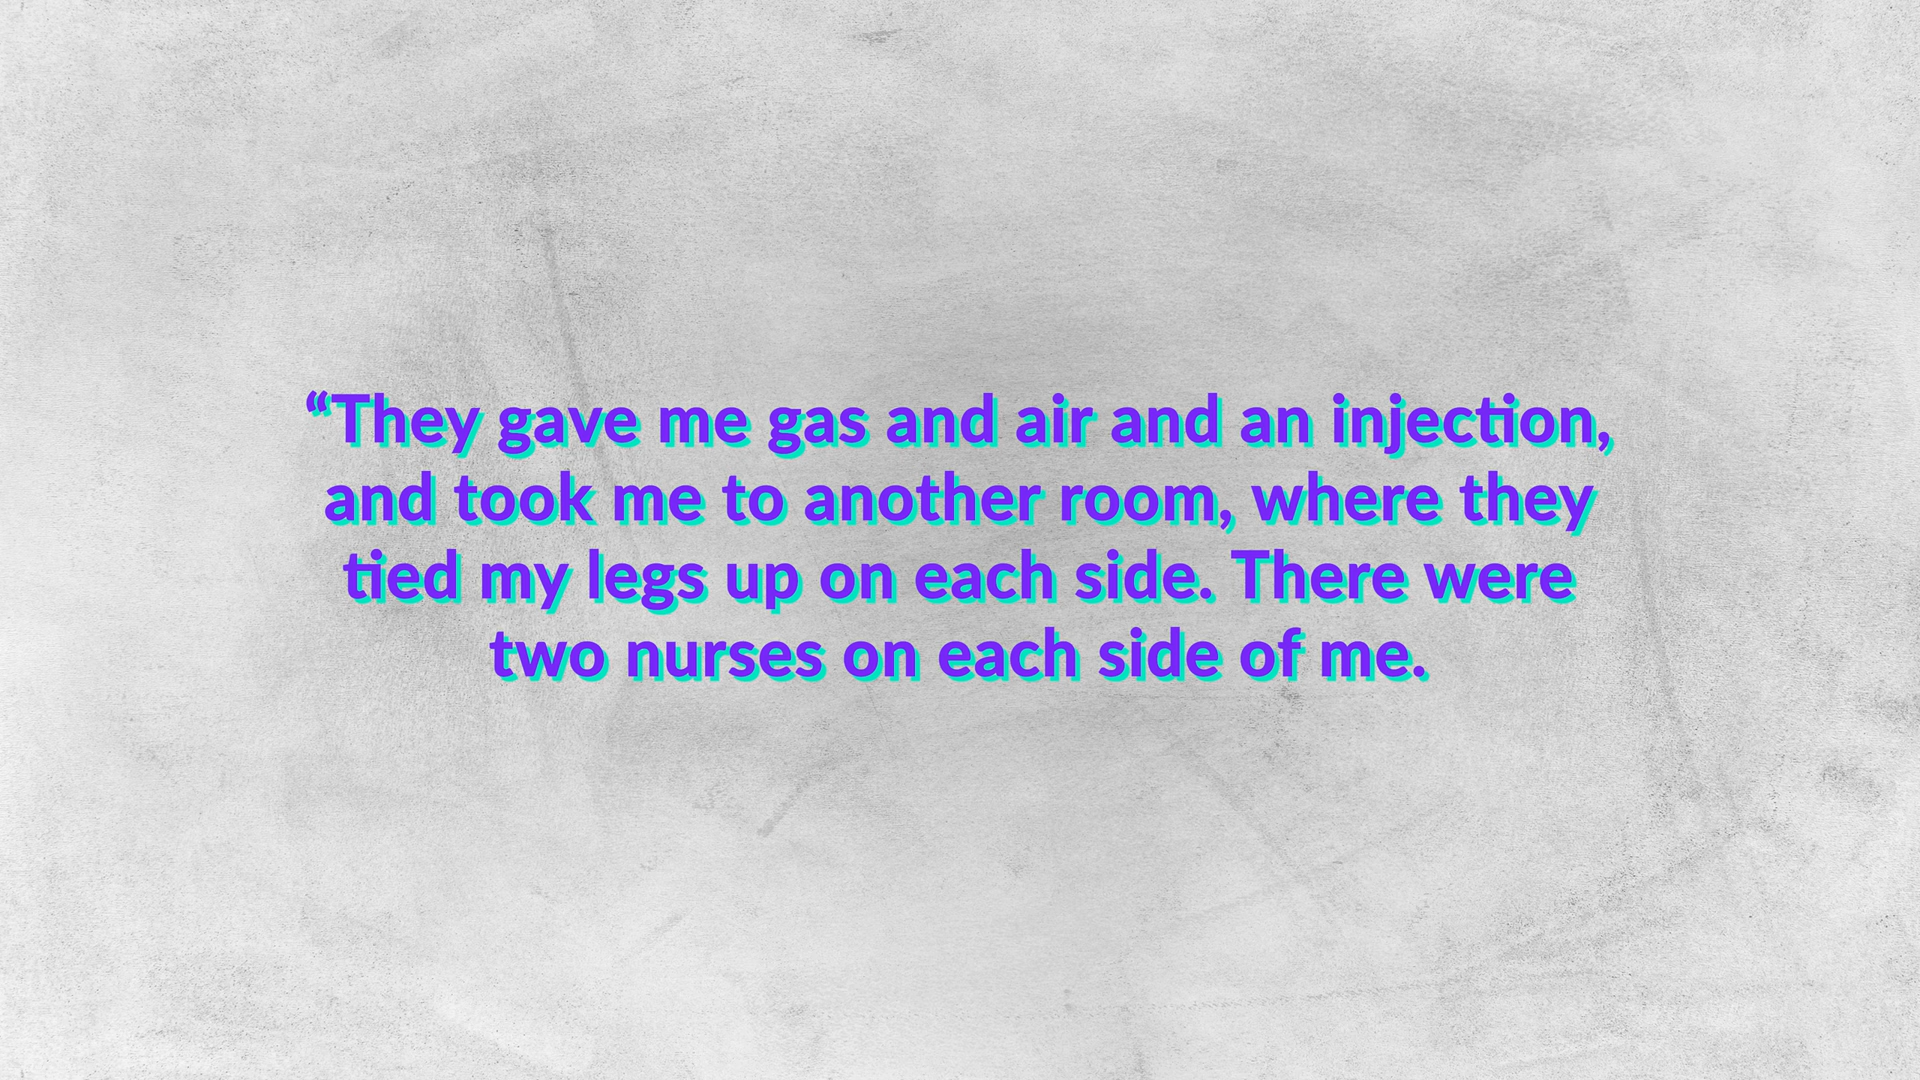 “They gave me gas and air and an injection,
and took me to another room, where they
tied my legs up on each side. There were
two nurses on each side of me.